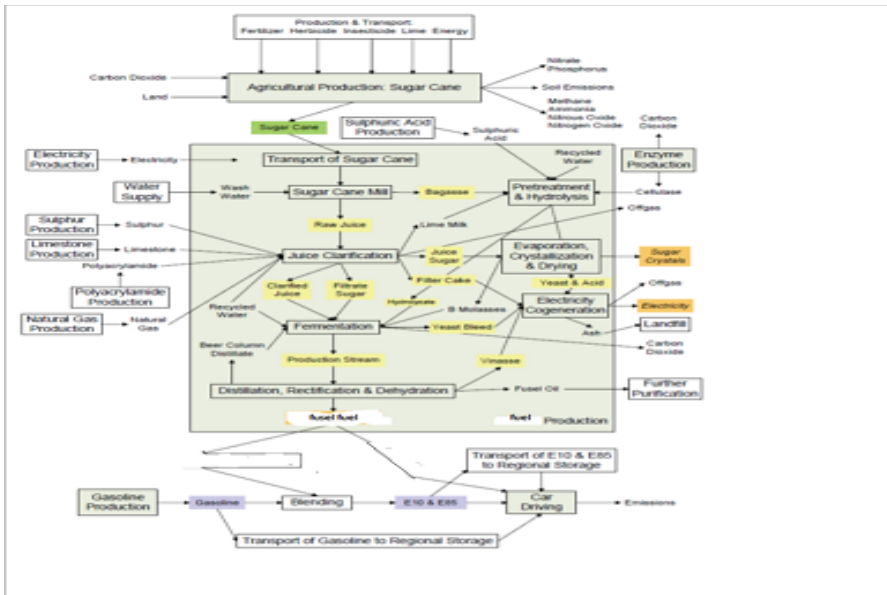 Production & Transport:
Fertilizer Herbicide Insecticide Lime Energy
Carbon Dioxide
Land
Agricultural Production: Sugar Cane
Nitrate
Phosphorus
Soil Emissions
Methane
Ammonia
Nitrous Oxide
Nitrogen Oxide
Sugar Cane
Sulphuric Acid
Production
Sulphuric
Acid
Carbon
Dioxide
Electricity
Production
Electricity
Transport of Sugar Cane
Recycled
Water
Enzyme
Production
Water
Supply
Wash
Water
Sugar Cane Mill
Bagasse
Pretreatment
& Hydrolysis
Cellulase
Offgas
Sulphur
Production
Sulphur
Raw Juice
Lime Milk
Limestone
Production
Limestone
Juice Clarification
Juice
Sugar
Evaporation,
Crystallization
& Drying
Sugar
Crystals
Polyacrylamide
Polyacrylamide
Production
Clarified
Juice
Filtrate
Sugar
Filter Cake
Yeast & Acid
Offgas
Hydrolysate
B Molasses
Electricity
Cogeneration
Electricity
Natural Gas
Production
Natural
Gas
Recycled
Water
Fermentation
Yeast Bleed
Ash
Landfill
Carbon
Dioxide
Beer Column
Distillate
Production Stream
Vinasse
Distillation, Rectification & Dehydration
Fusel Oil
Further
Purification
fusel fuel
fuel
Production
Transport of E10 & E85
to Regional Storage
Gasoline
Production
Gasoline
Blending
E10 & E85
Car
Driving
Emissions
Transport of Gasoline to Regional Storage